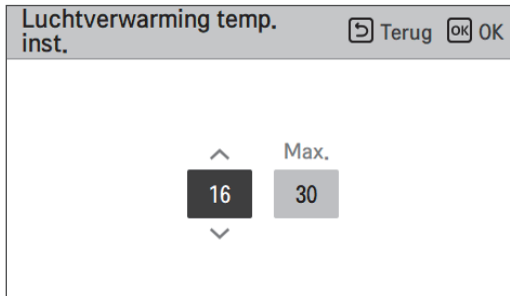 Luchtverwarming temp.
inst.
Terug OK OK
Max.
16 30